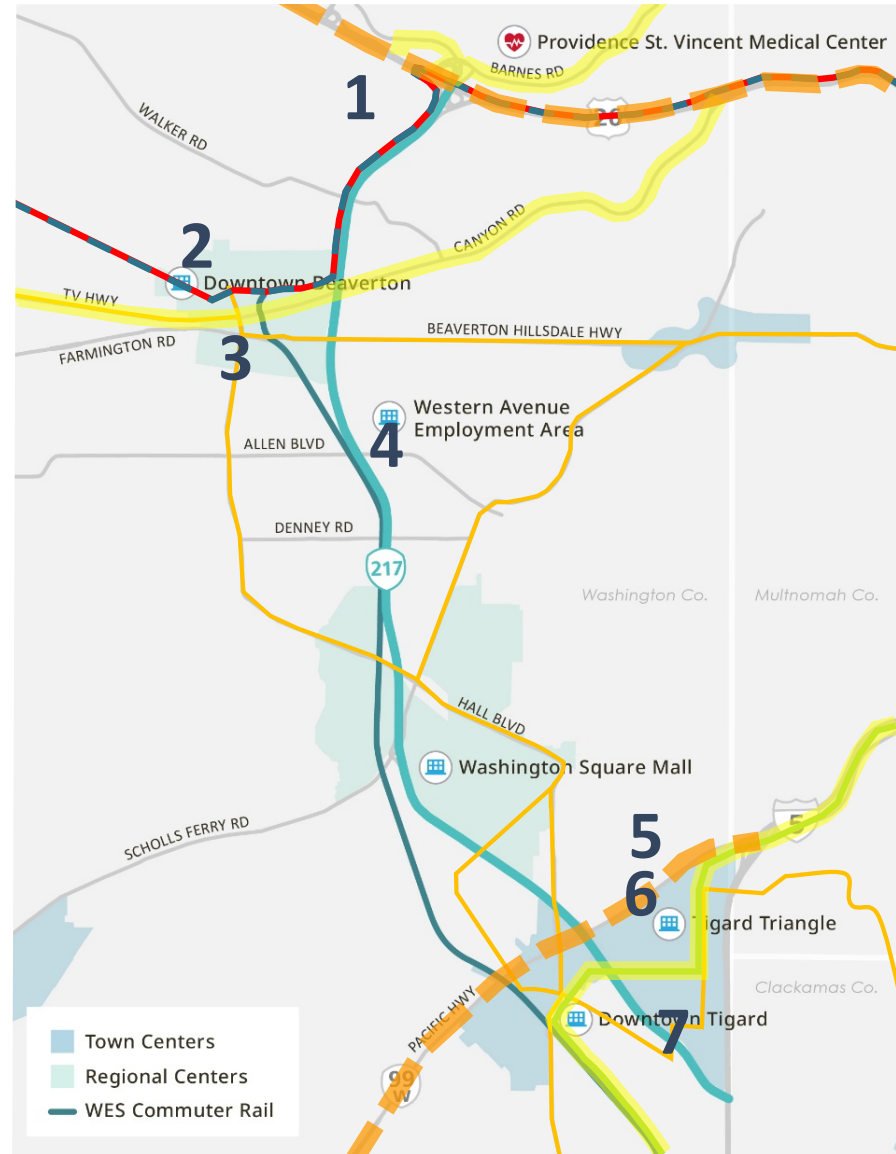 Providence St. Vincent Medical Center
BARNES RD
1
26
WALKER RD
2
CANYON RD
Downtown Beaverton
TV HWY
BEAVERTON HILLSDALE HWY
FARMINGTON RD
3
Western Avenue
Employment Area
4
ALLEN BLVD
DENNEY RD
217
Washington Co.
Multnomah Co.
HALL BLVD
Washington Square Mall
SCHOLLS FERRY RD
5
5
6
Tigard Triangle
Clackamas Co.
PACIFIC HWY
Downtown Tigard
7
99
W
Town Centers
Regional Centers
WES Commuter Rail